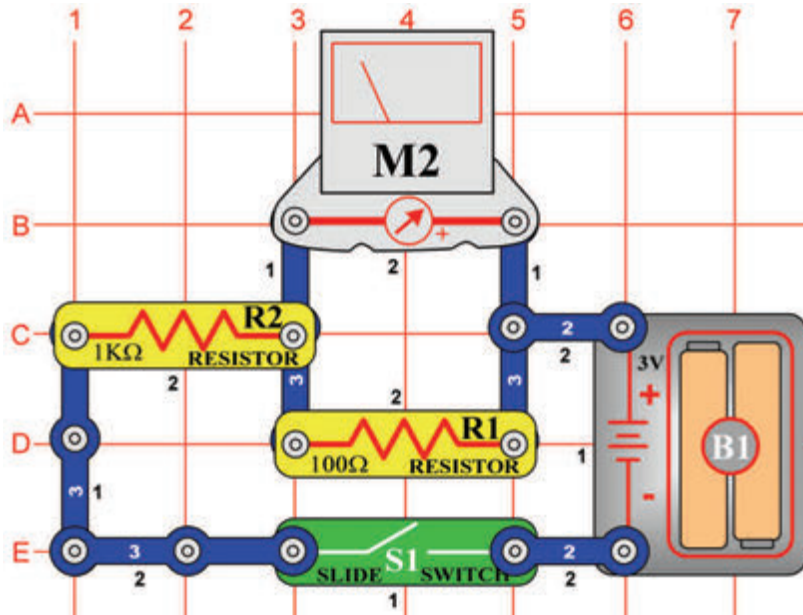 1 2 3 4 5 6 7
A
M2
B
+
1 2 1
R2
C
2
1KΩ RESISTOR
2
2
3V
3
2
3
+
R1
D
100Ω RESISTOR
1
B1
3
1
-
E
3
S1
2
SLIDE SWITCH
2
2
1